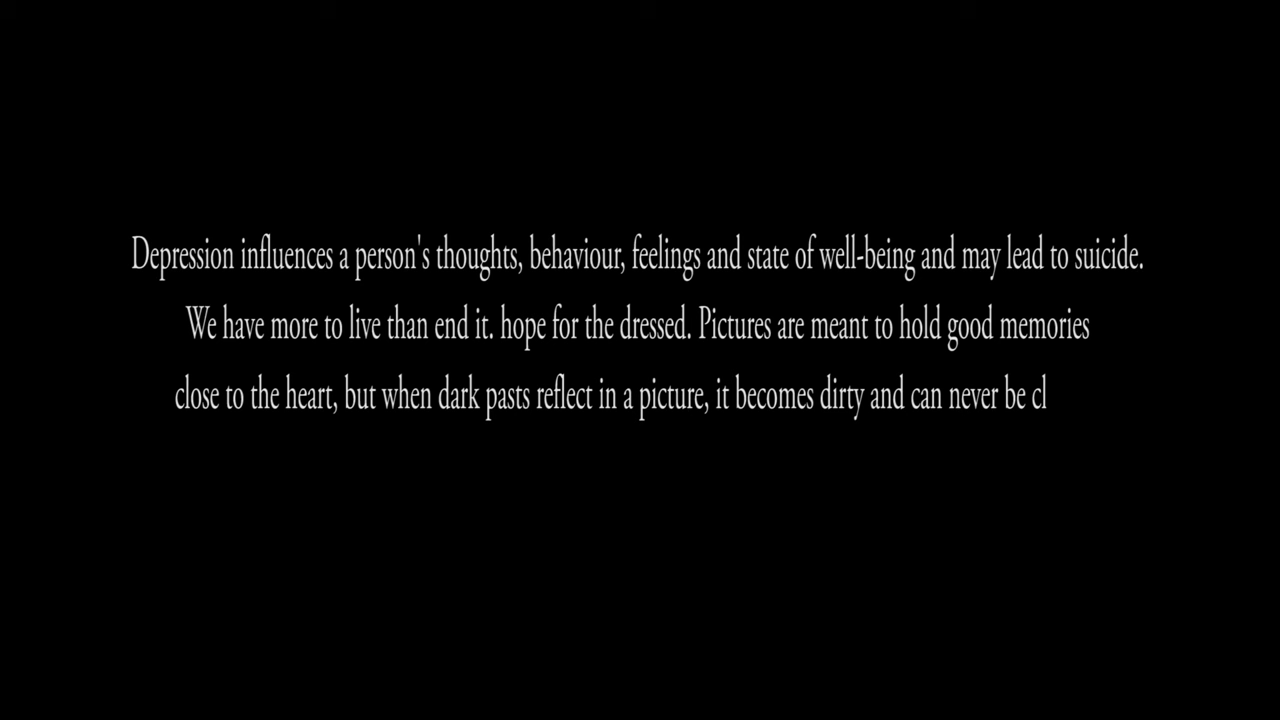 Depression influences a person's thoughts, behaviour, feelings and state of well-being and may lead to suicide.
We have more to live than end it. hope for the dressed. Pictures are meant to hold good memories
close to the heart, but when dark pasts reflect in a picture, it becomes dirty and can never be cl